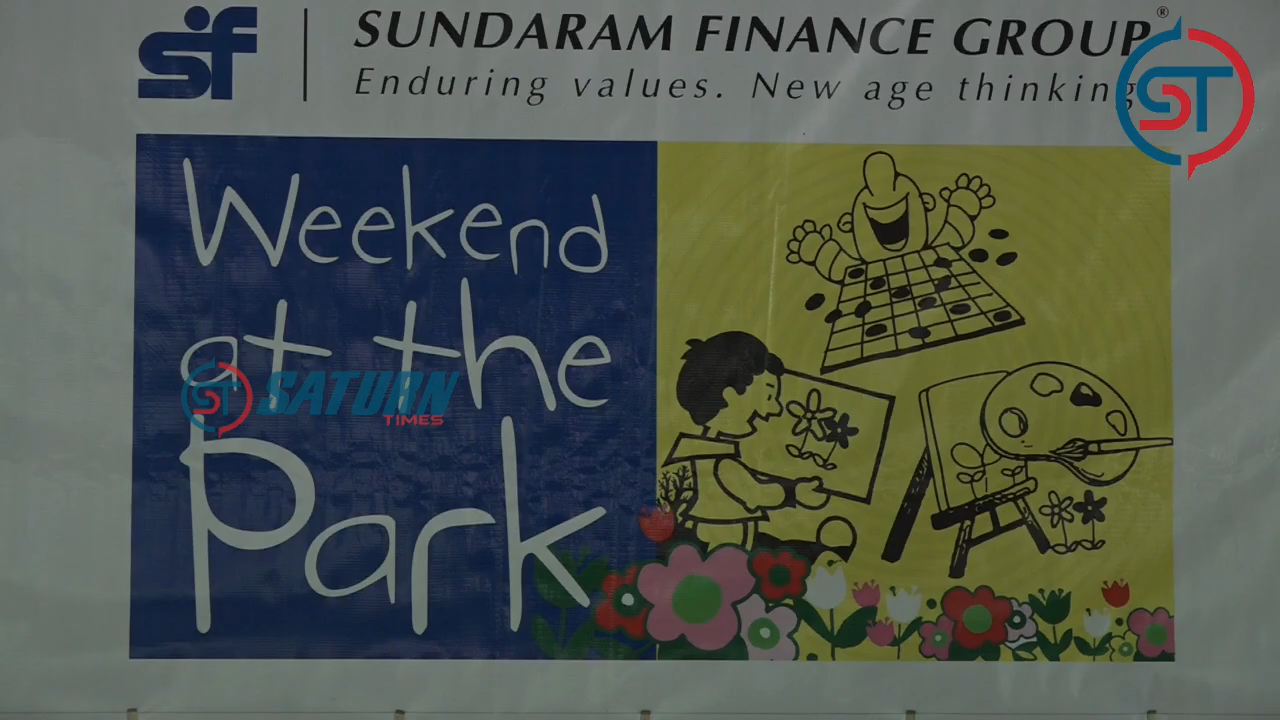 sf
SUNDARAM FINANCE GROUP®
Enduring values. New age thinking
ST
Weekend
at the
ST SATURN
TIMES
Park